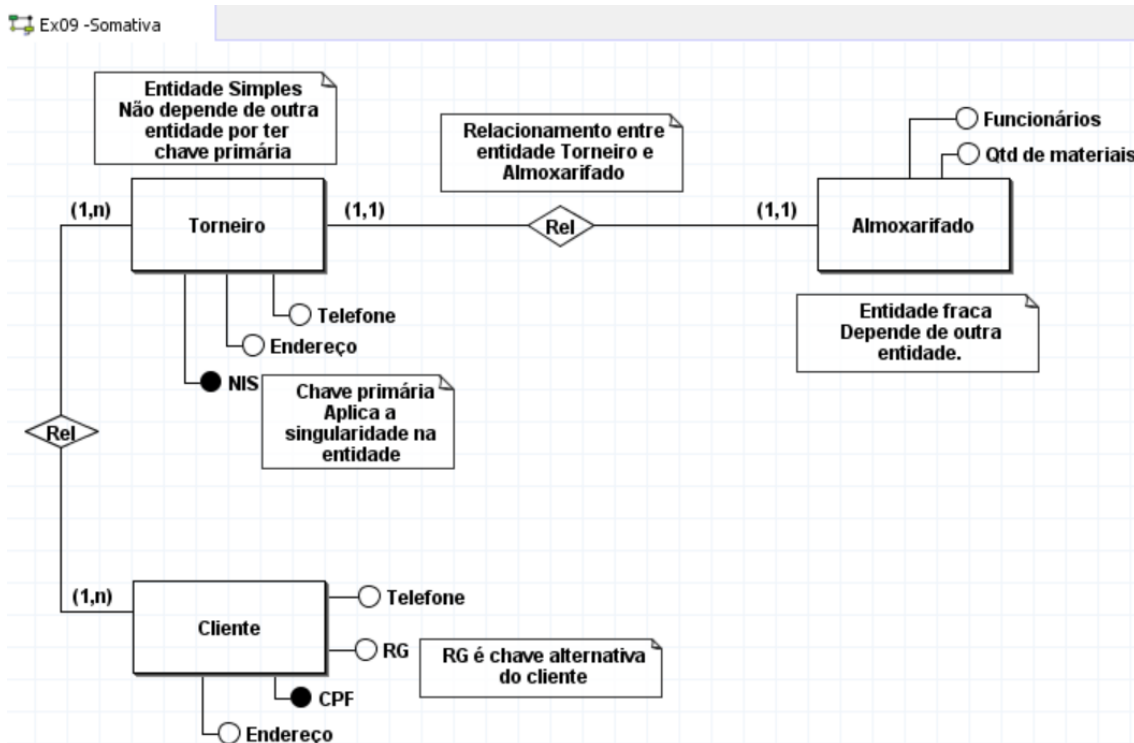 Ex09 -Somativa
Entidade Simples
Não depende de outra
entidade por ter
chave primária
Relacionamento entre
entidade Torneiro e
Almoxarifado
Funcionários
Qtd de materiais
(1,n)
Torneiro
(1,1)
Rel
(1,1)
Almoxarifado
Telefone
Endereço
NIS
Entidade fraca
Depende de outra
entidade.
Chave primária
Aplica a
singularidade na
entidade
Rel
(1,n)
Cliente
Telefone
RG
RG é chave alternativa
do cliente
CPF
Endereço